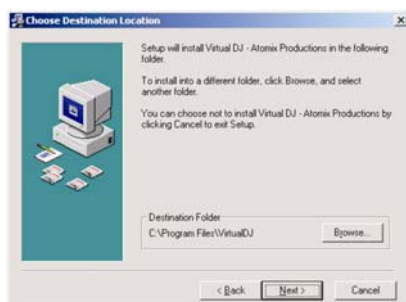 Choose Destination Location
Setup will install Virtual DJ - Atomix Productions in the following
folder.
To install into a different folder, click Browse, and select
another folder.
You can choose not to install Virtual DJ - Atomix Productions by
clicking Cancel to exit Setup.
Destination Folder
C:\Program Files\VirtualDJ
Browse...
< Back
Next >
Cancel